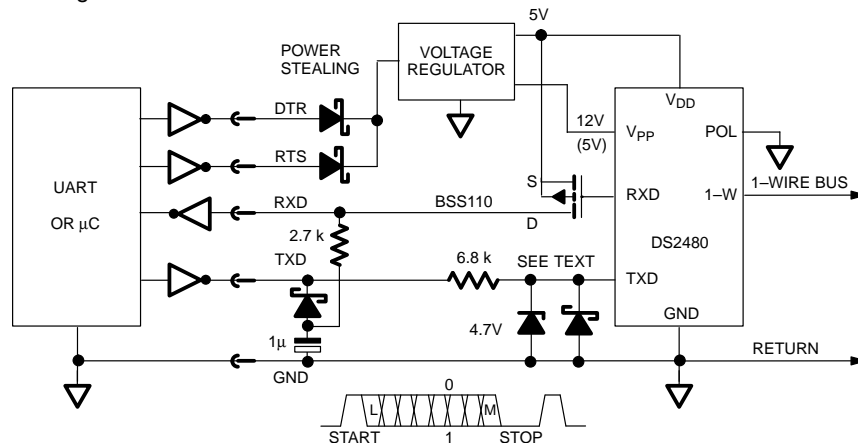 5V
POWER
STEALING
VOLTAGE
REGULATOR
UART
OR µC
DTR
RTS
RXD
TXD
2.7 k
1µ
GND
BSS110
S
D
12V
(5V)
VDD
VPP
POL
RXD
1–W
DS2480
TXD
GND
1–WIRE BUS
6.8 k
SEE TEXT
4.7V
RETURN
0
L
M
START
1
STOP